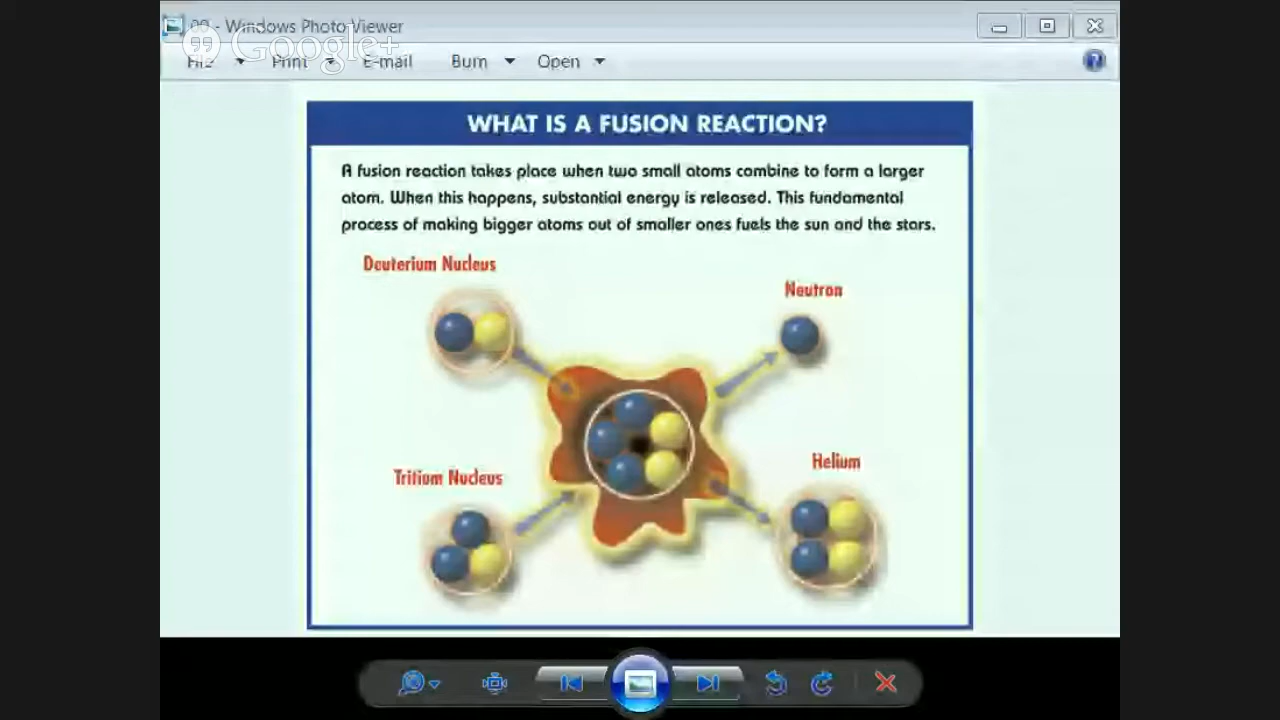 - Windows Photo Viewer
Google+
Print E-mail Burn Open
WHAT IS A FUSION REACTION?
A fusion reaction takes place when two small atoms combine to form a larger
atom. When this happens, substantial energy is released. This fundamental
process of making bigger atoms out of smaller ones fuels the sun and the stars.
Deuterium Nucleus
Neutron
Helium
Tritium Nucleus